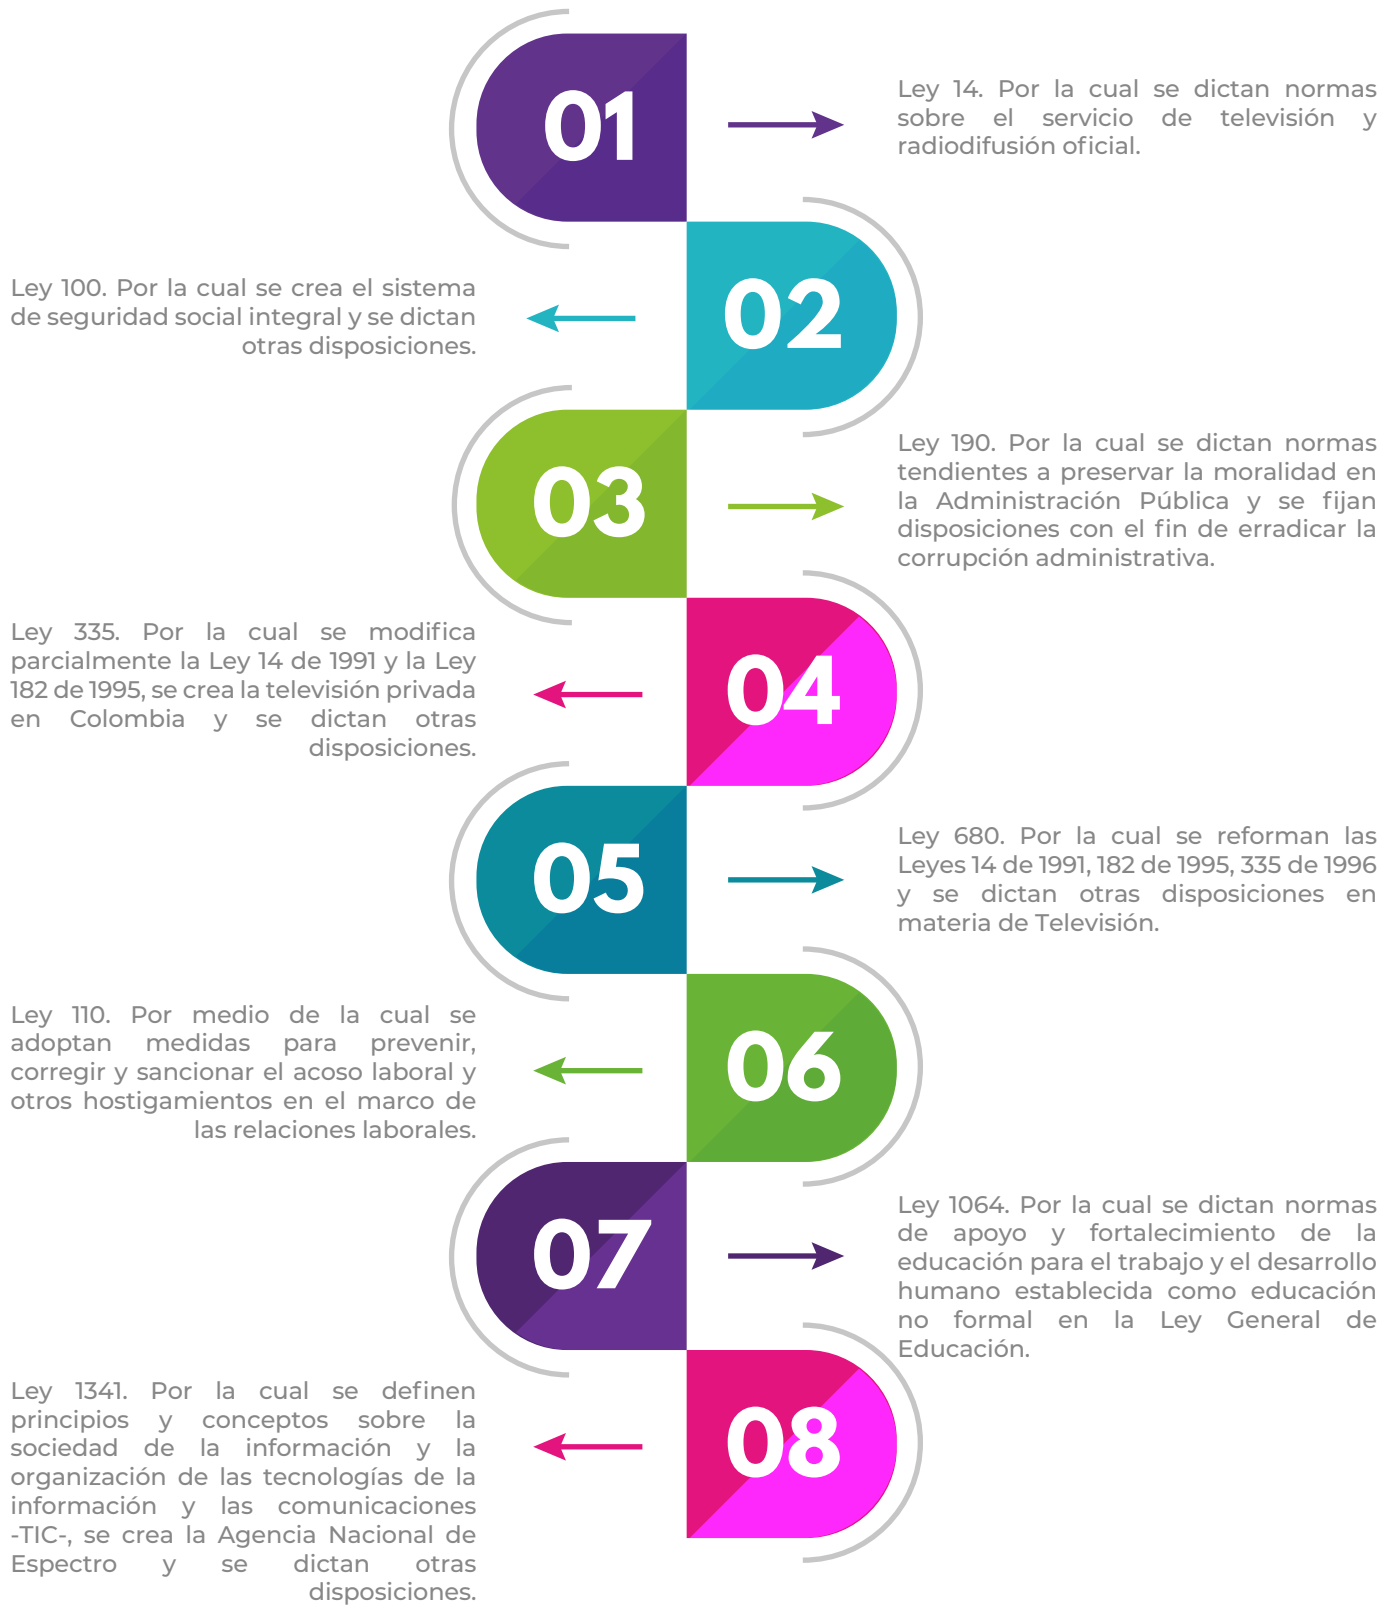 01
Ley 14. Por la cual se dictan normas
sobre el servicio de televisión y
radiodifusión oficial.
02
Ley 100. Por la cual se crea el sistema
de seguridad social integral y se dictan
otras disposiciones.
03
Ley 190. Por la cual se dictan normas
tendientes a preservar la moralidad en
la Administración Pública y se fijan
disposiciones con el fin de erradicar la
corrupción administrativa.
04
Ley 335. Por la cual se modifica
parcialmente la Ley 14 de 1991 y la Ley
182 de 1995, se crea la televisión privada
en Colombia y se dictan otras
disposiciones.
05
Ley 680. Por la cual se reforman las
Leyes 14 de 1991, 182 de 1995, 335 de 1996
y se dictan otras disposiciones en
materia de Televisión.
06
Ley 110. Por medio de la cual se
adoptan medidas para prevenir,
corregir y sancionar el acoso laboral y
otros hostigamientos en el marco de
las relaciones laborales.
07
Ley 1064. Por la cual se dictan normas
de apoyo y fortalecimiento de la
educación para el trabajo y el desarrollo
humano establecida como educación
no formal en la Ley General de
Educación.
08
Ley 1341. Por la cual se definen
principios y conceptos sobre la
sociedad de la información y la
organización de las tecnologías de la
información y las comunicaciones
-TIC-, se crea la Agencia Nacional de
Espectro y se dictan otras
disposiciones.